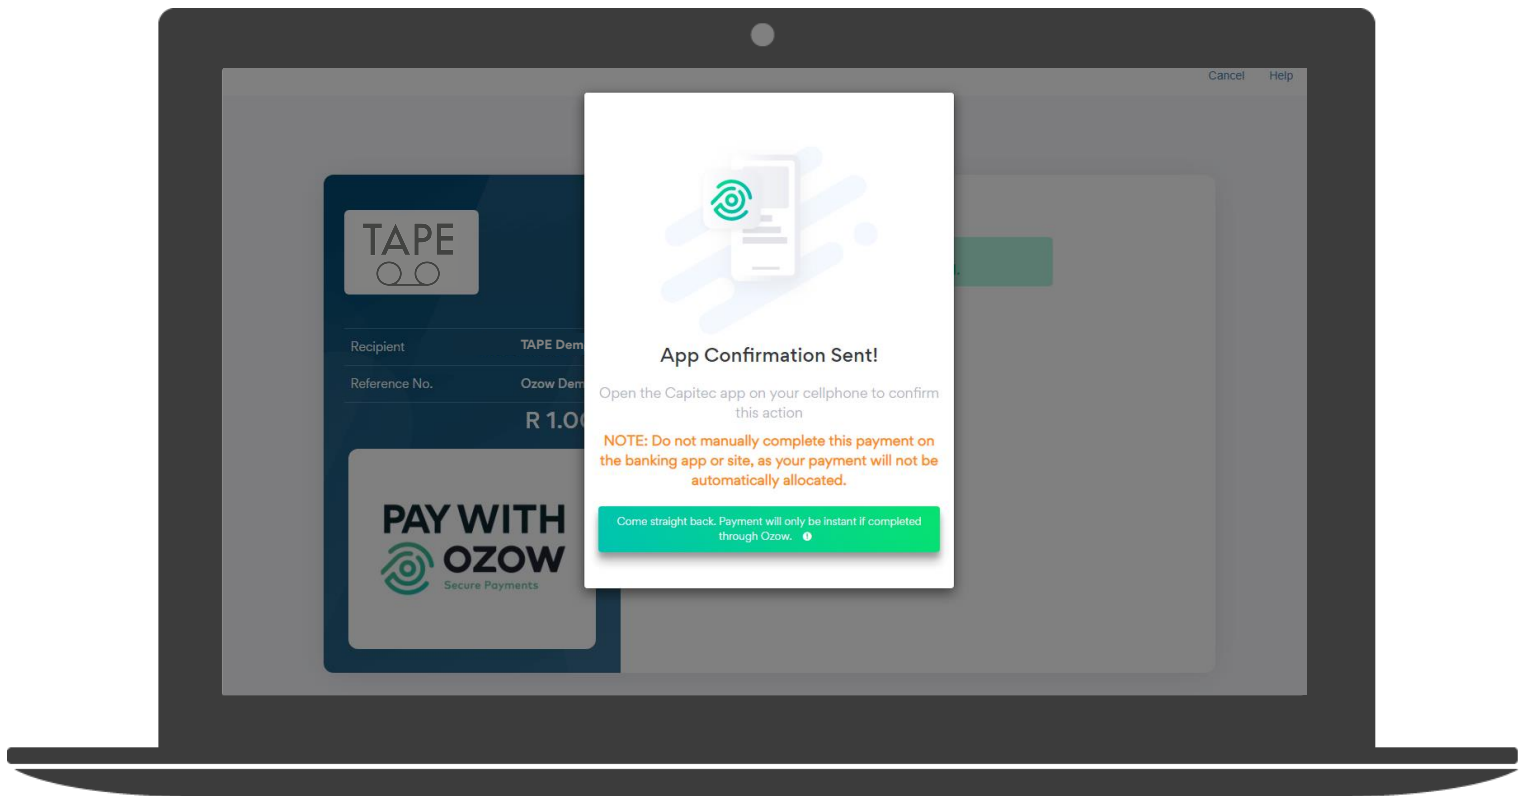 Cancel Help
TAPE
Recipient TAPE Dem
Reference No. Ozow Dem
R 1.0
PAY WITH
OZOW
Secure Payments
App Confirmation Sent!
Open the Capitec app on your cellphone to confirm
this action
NOTE: Do not manually complete this payment on
the banking app or site, as your payment will not be
automatically allocated.
Come straight back. Payment will only be instant if completed
through Ozow.